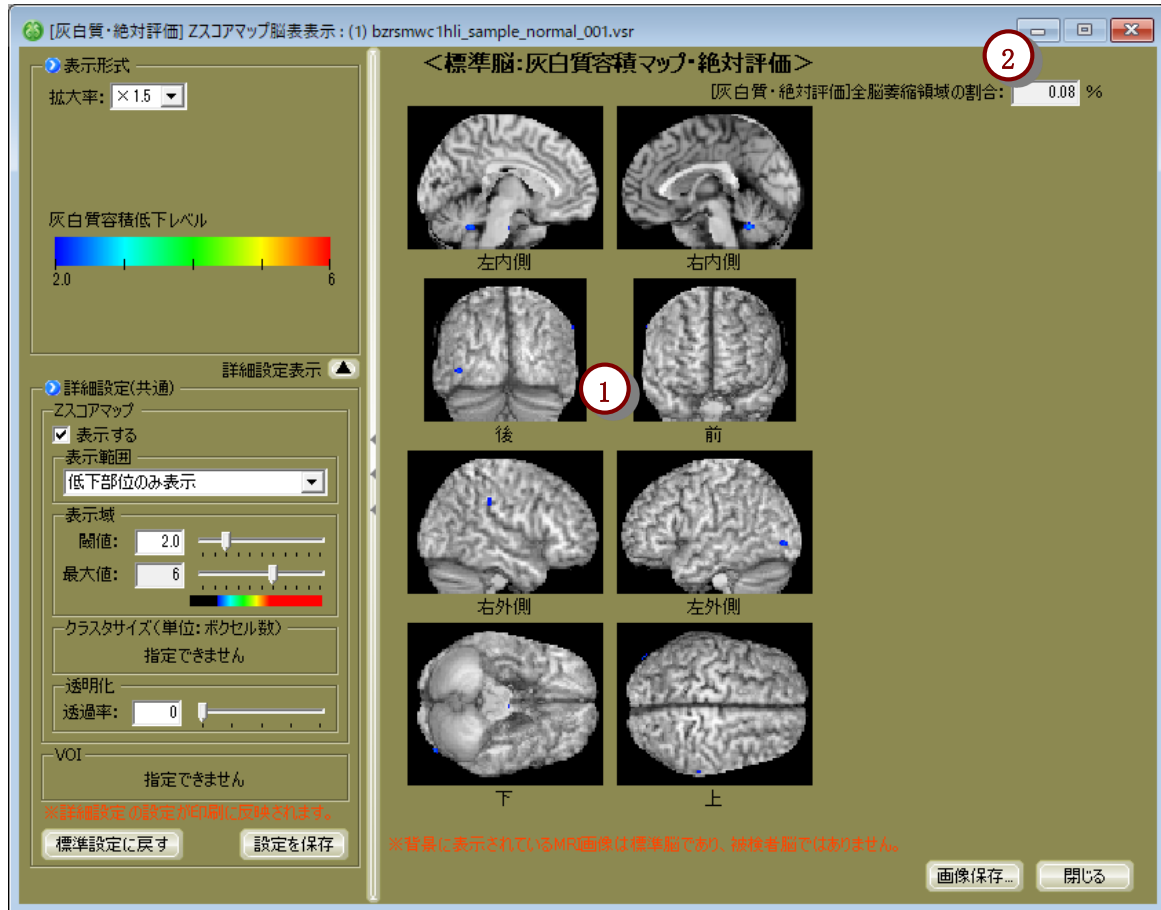 [灰白質・絶対評価] Zスコアマップ脳表表示 : (1) bzrsmwc1hli_sample_normal_001.vsr
表示形式
拡大率: ×1.5
灰白質容積低下レベル
2.0 6
詳細設定表示
詳細設定(共通)
Zスコアマップ
表示する
表示範囲
低下部位のみ表示
表示域
閾値: 2.0
最大値: 6
クラスタサイズ(単位:ボクセル数)
指定できません
透明化
透過率: 0
VOI
指定できません
※詳細設定の設定が印刷に反映されます。
標準設定に戻す 設定を保存
<標準脳:灰白質容積マップ・絶対評価>
2
[灰白質・絶対評価]全脳萎縮領域の割合: 0.08 %
左内側 右内側
1
後 前
右外側 左外側
下 上
※背景に表示されているMRI画像は標準脳であり、被検者脳ではありません。
画像保存... 閉じる